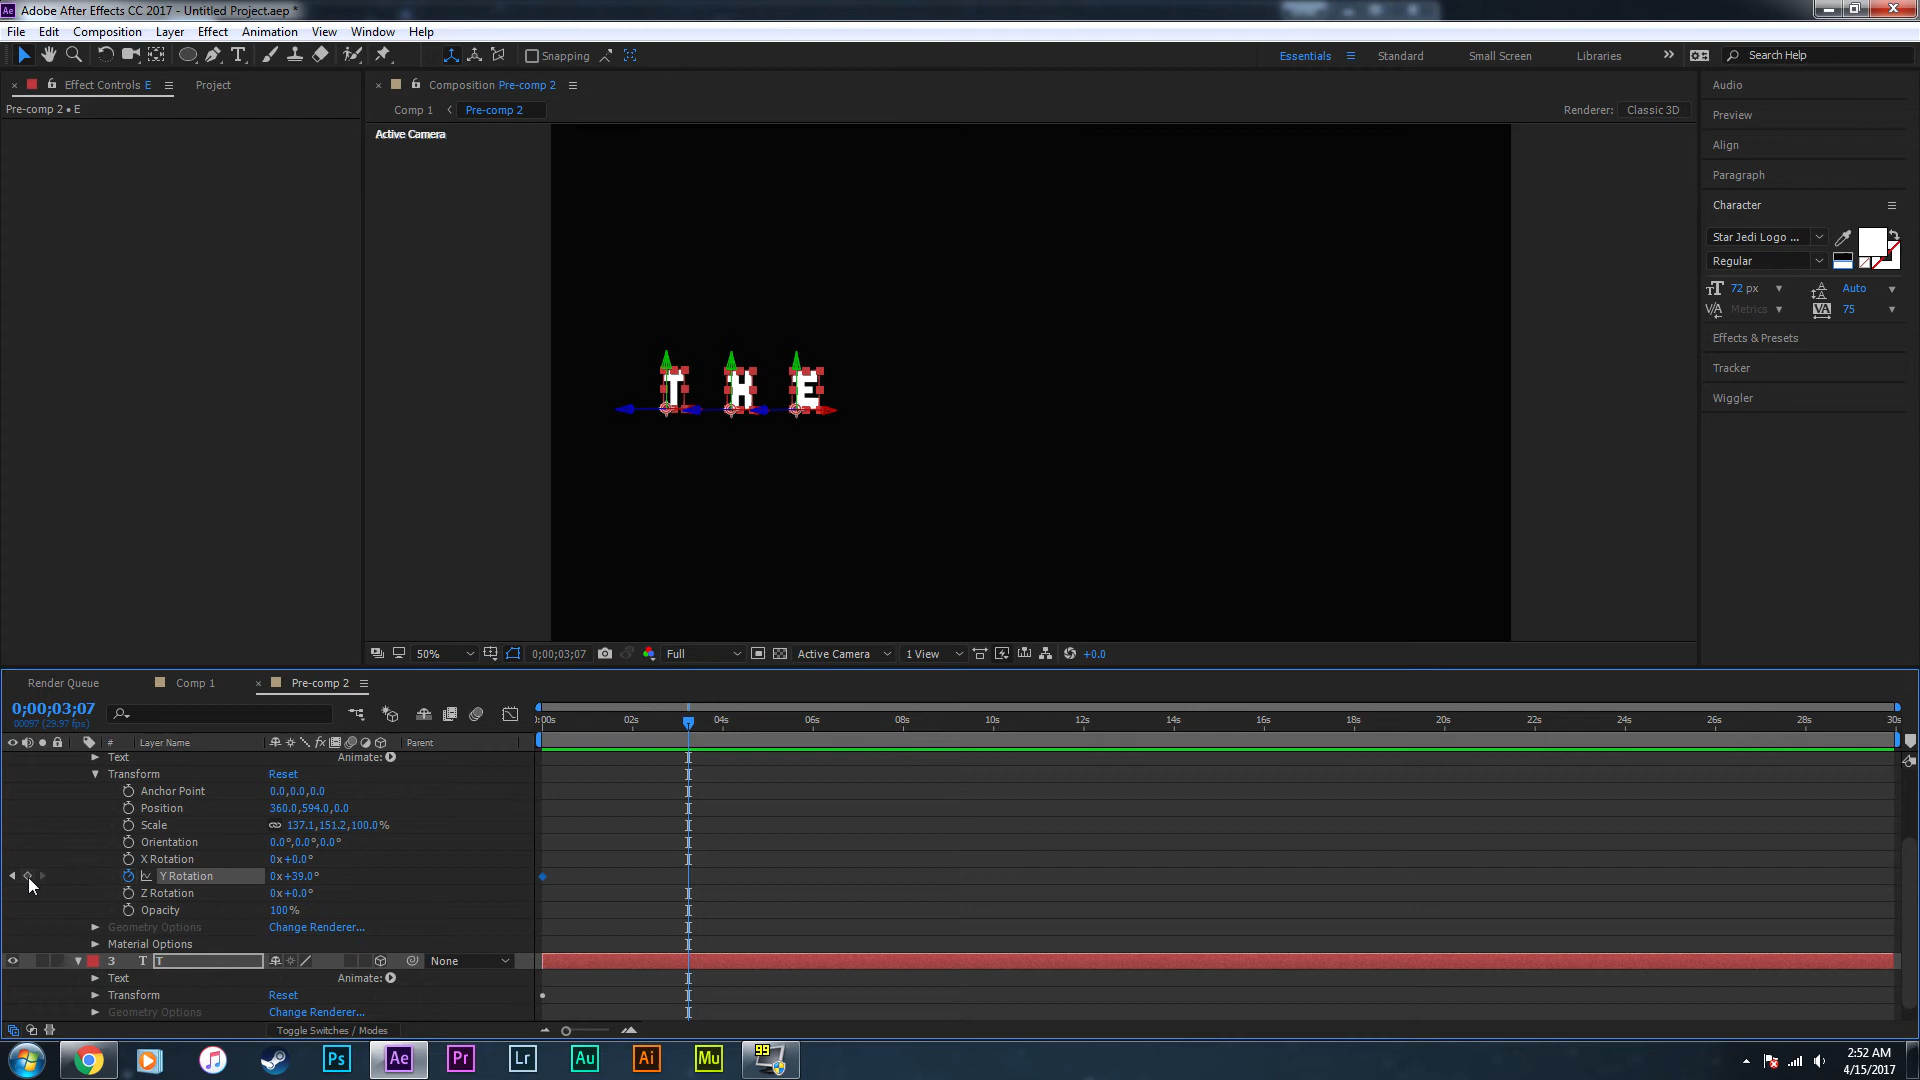 Adobe After Effects CC 2017 - Untitled Project.aep *
File Edit Composition Layer Effect Animation View Window Help
Snapping
Essentials Standard Small Screen Libraries Search Help
Effect Controls E Project
Pre-comp 2 • E
Composition Pre-comp 2
Comp 1 Pre-comp 2
Renderer: Classic 3D
Active Camera
T H E
Audio
Preview
Align
Paragraph
Character
Star Jedi Logo ...
Regular
72 px Auto
Metrics 75
Effects & Presets
Tracker
Wiggler
50% 0;00;03;07 Full Active Camera 1 View +0.0
Render Queue Comp 1 Pre-comp 2
0;00;03;07
00097 (29.97 fps)
:00s 02s 04s 06s 08s 10s 12s 14s 16s 18s 20s 22s 24s 26s 28s 30s
# Layer Name Parent
Text Animate:
Transform Reset
Anchor Point 0.0,0.0,0.0
Position 360.0,594.0,0.0
Scale 137.1,151.2,100.0%
Orientation 0.0°,0.0°,0.0°
X Rotation 0x+0.0°
Y Rotation 0x+39.0°
Z Rotation 0x+0.0°
Opacity 100%
Geometry Options Change Renderer...
Material Options
3 T T None
Text Animate:
Transform Reset
Geometry Options Change Renderer...
Toggle Switches / Modes
Ps Ae Pr Lr Au Ai Mu 99
2:52 AM
4/15/2017